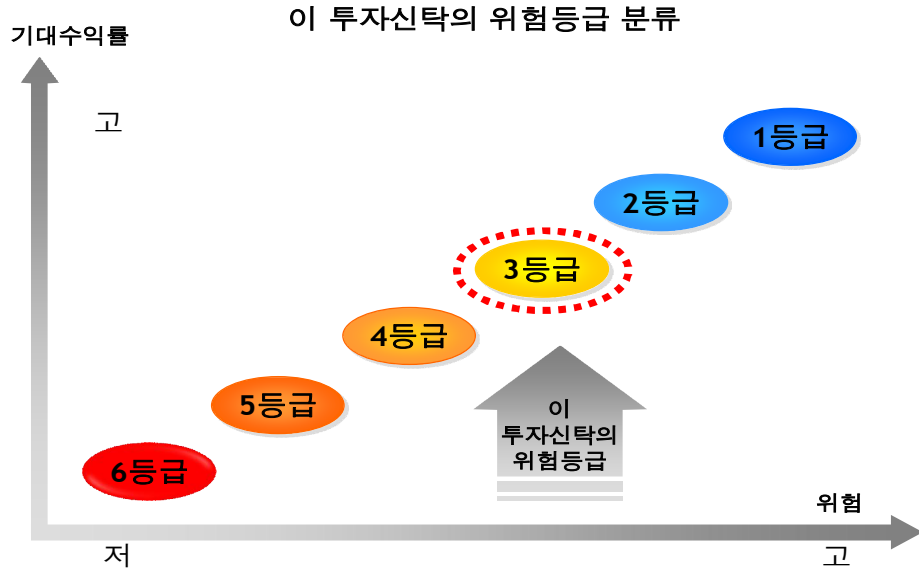 이 투자신탁의 위험등급 분류
기대수익률
고
1등급
2등급
3등급
4등급
5등급
6등급
이
투자신탁의
위험등급
위험
저
고